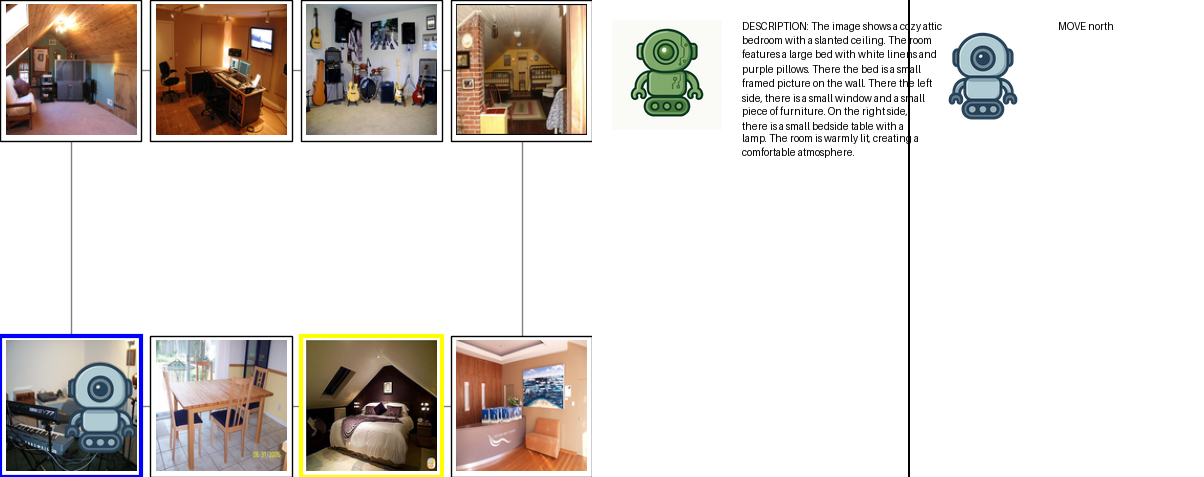 DESCRIPTION: The image shows a cozy attic
bedroom with a slanted ceiling. The room
features a large bed with white linens and
purple pillows. There the bed is a small
framed picture on the wall. There the left
side, there is a small window and a small
piece of furniture. On the right side,
there is a small bedside table with a
lamp. The room is warmly lit, creating a
comfortable atmosphere.
MOVE north